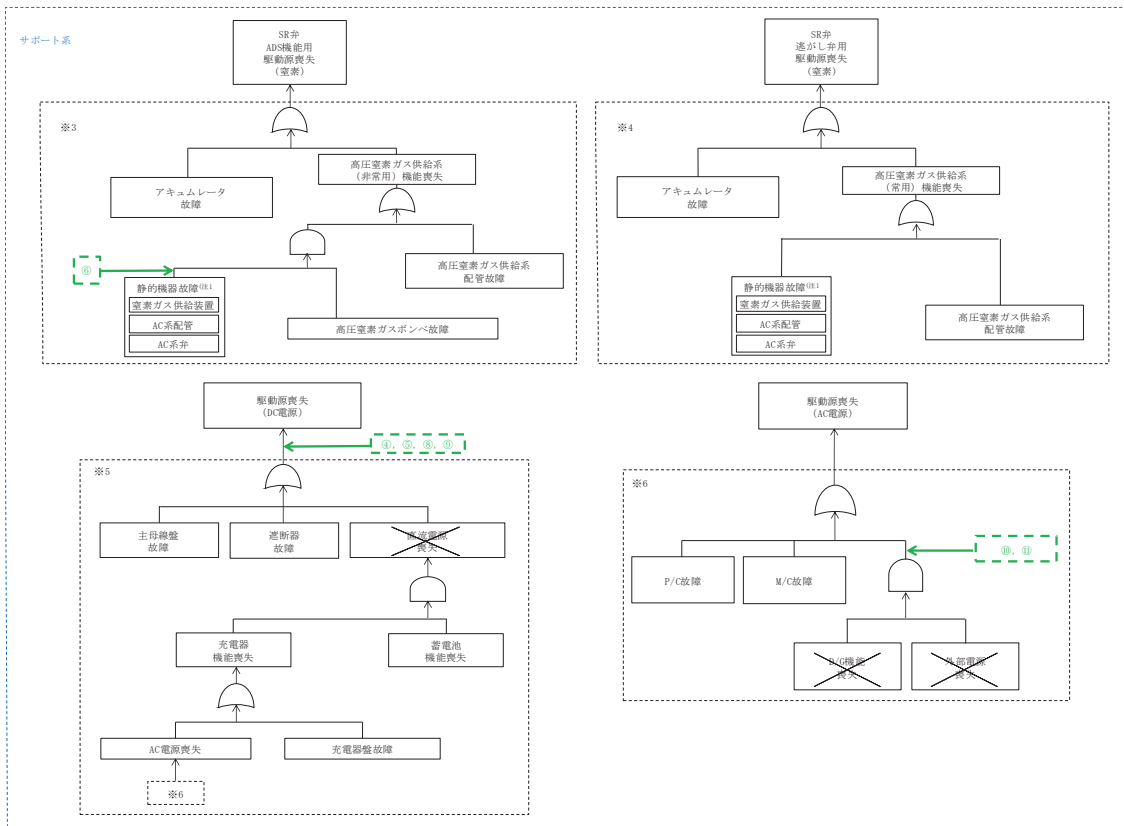 サポート系
SR弁
ADS機能用
駆動源喪失
(窒素)
※3
アキュムレータ
故障
高圧窒素ガス供給系
(非常用)機能喪失
⑥
静的機器故障(注1
窒素ガス供給装置
AC系配管
AC系弁
高圧窒素ガスボンベ故障
高圧窒素ガス供給系
配管故障
SR弁
逃がし弁用
駆動源喪失
(窒素)
※4
アキュムレータ
故障
高圧窒素ガス供給系
(常用)機能喪失
静的機器故障(注1
窒素ガス供給装置
AC系配管
AC系弁
高圧窒素ガス供給系
配管故障
駆動源喪失
(DC電源)
④, ⑤, ⑧, ⑨
※5
主母線盤
故障
遮断器
故障
直流電源
喪失
充電器
機能喪失
蓄電池
機能喪失
AC電源喪失
充電器盤故障
※6
駆動源喪失
(AC電源)
※6
⑩, ⑪
P/C故障
M/C故障
D/G機能
喪失
外部電源
喪失